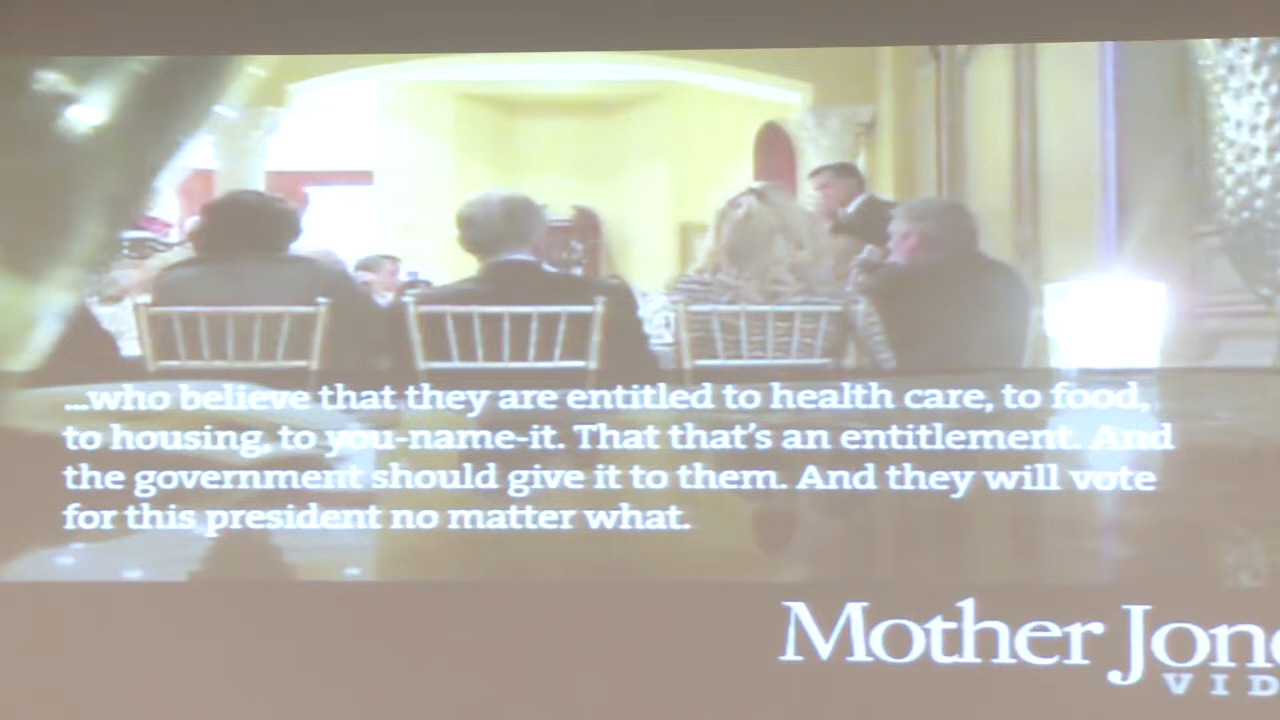 ...who believe that they are entitled to health care, to food,
to housing, to you-name-it. That that's an entitlement. And
the government should give it to them. And they will vote
for this president no matter what.
Mother Jone
VID